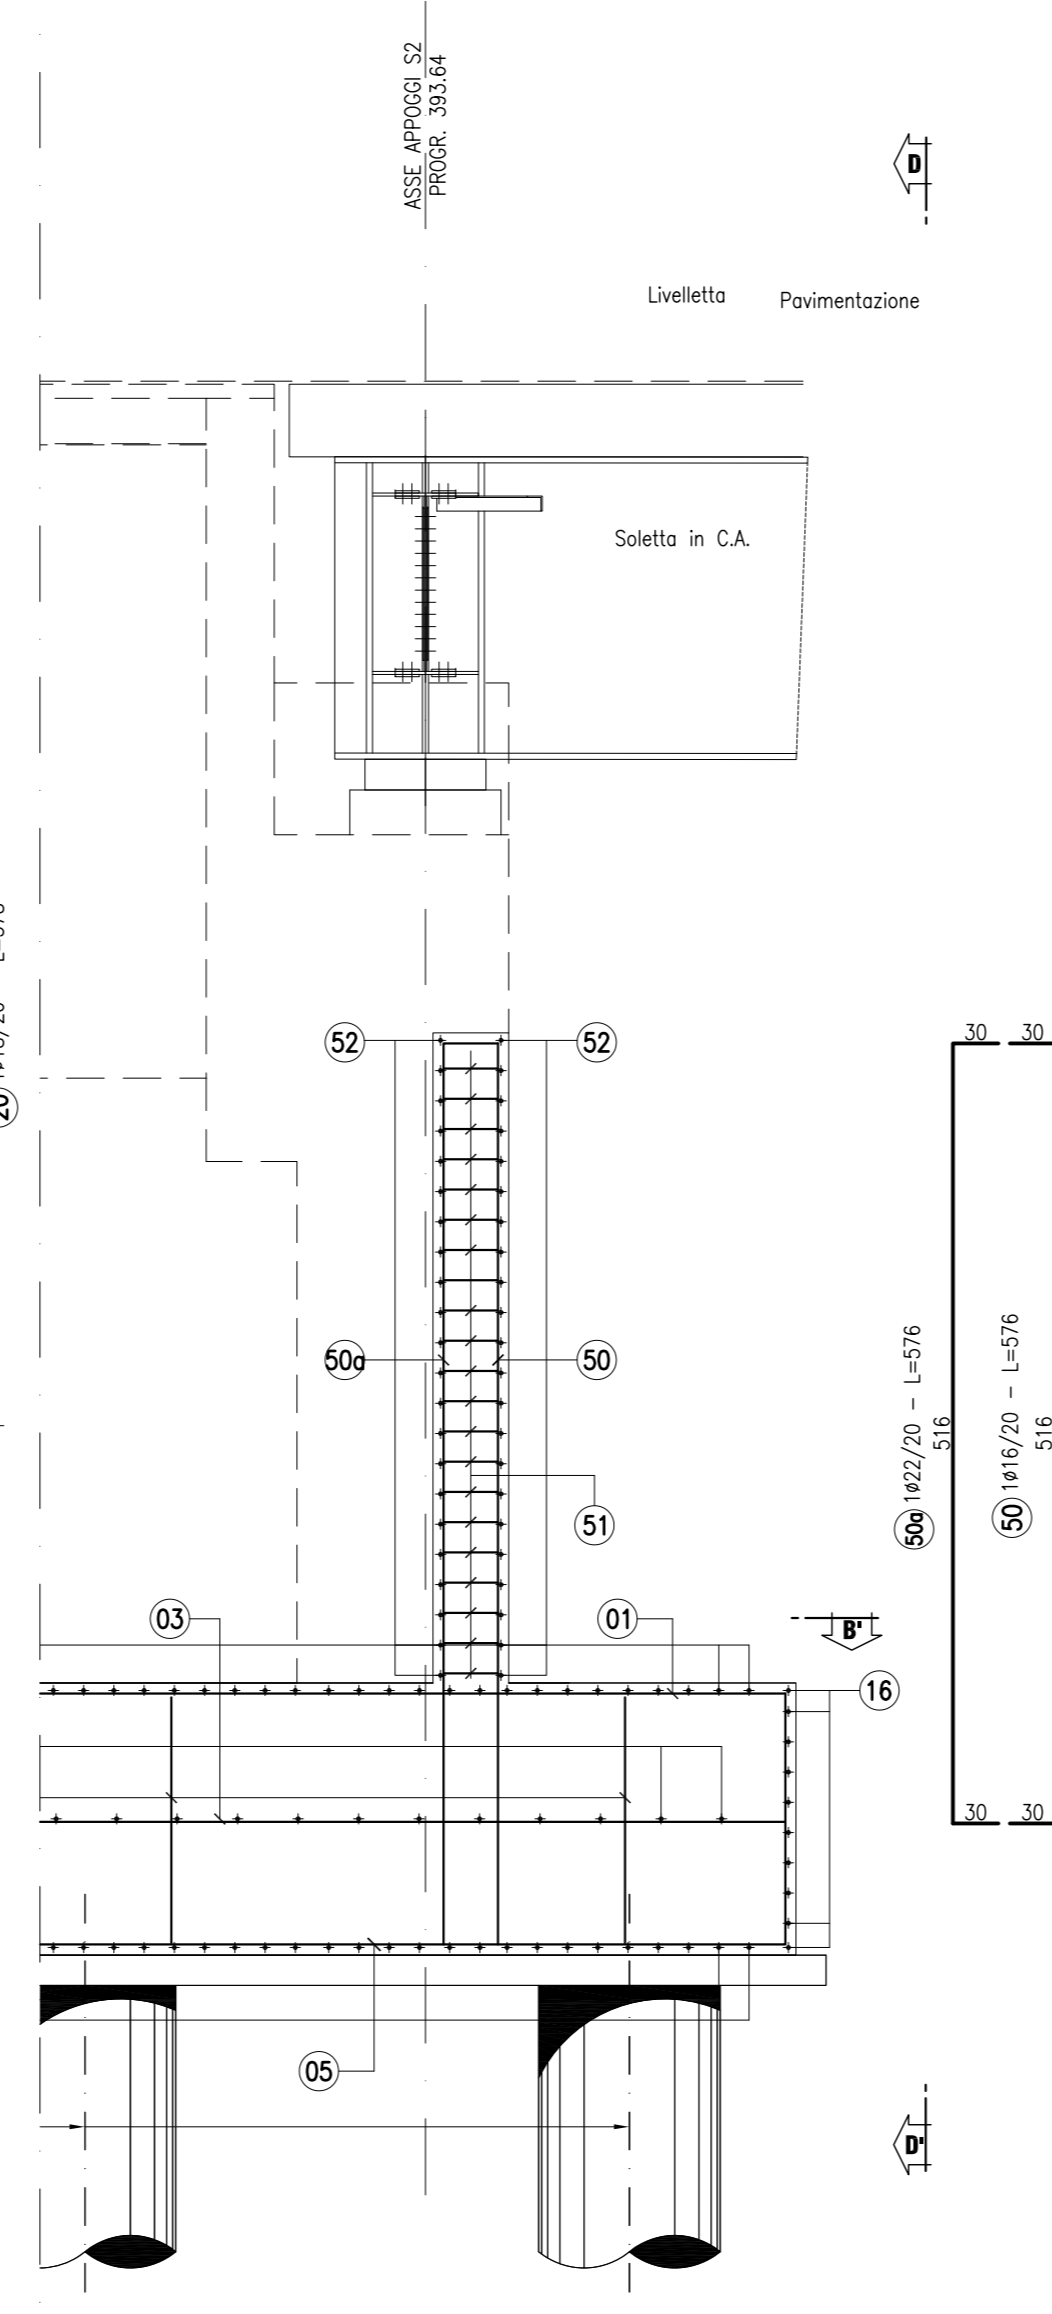 ASSE APPOGGI S2
PROGR. 393.64
D
Livelletta
Pavimentazione
Soletta in C.A.
52
52
30
30
50a
50
50a 1ø22/20 - L=576
516
50 1ø16/20 - L=576
516
51
03
01
B'
16
30
30
05
D'